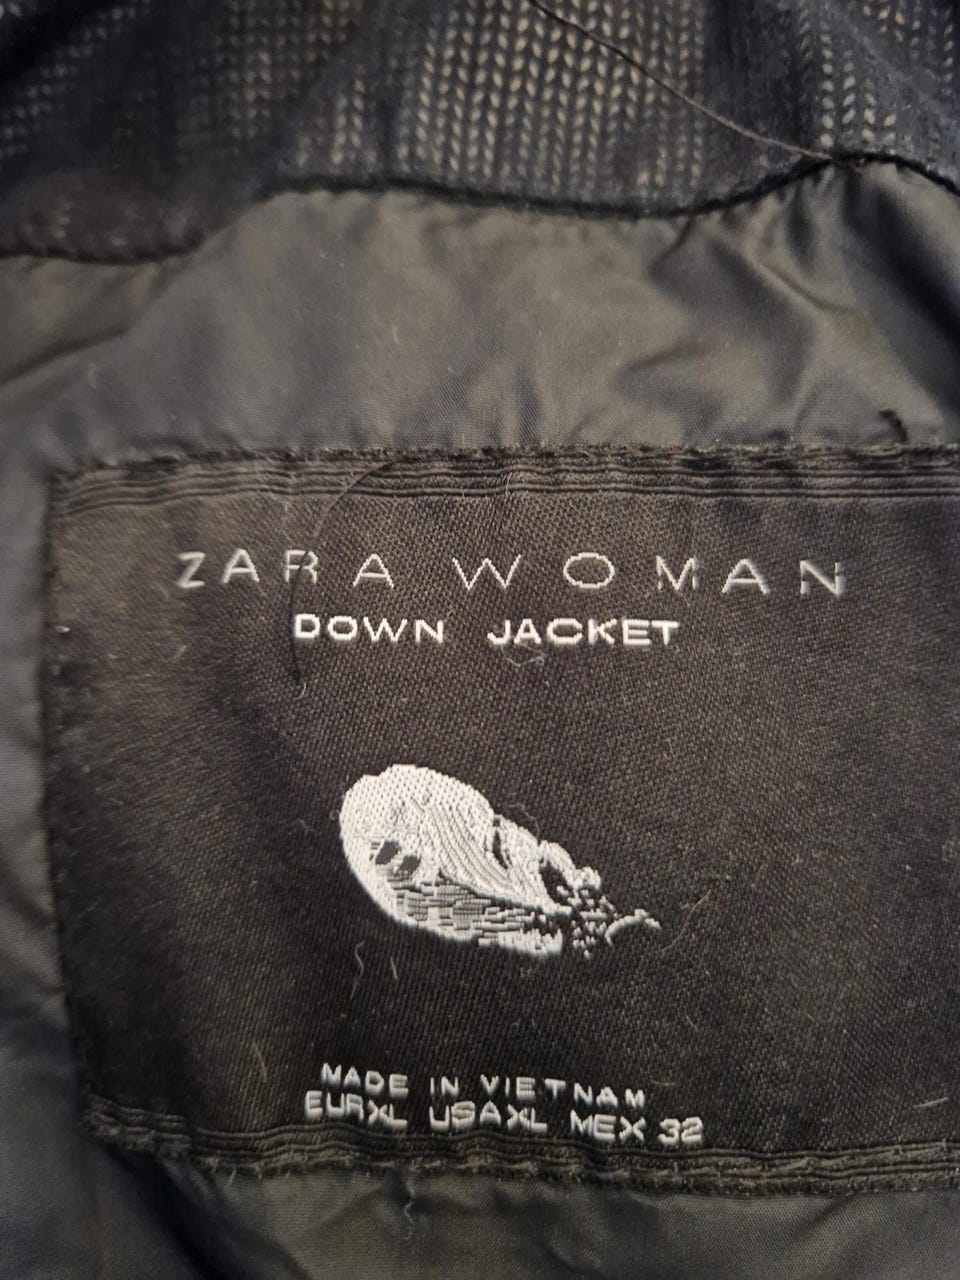 ZARA WOMAN
DOWN JACKET
MADE IN VIETNAM
EUR XL USA XL MEX 32